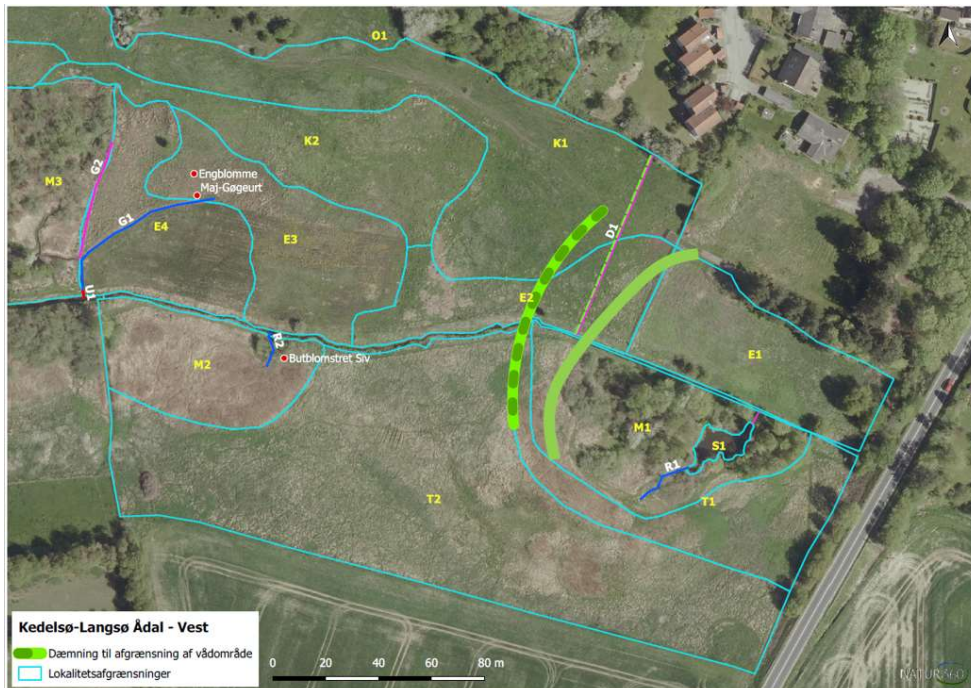 O1
K2
K1
G2
M3
Engblomme
Maj-Gøgeurt
G1
E4
E3
D1
U1
E2
R2
Butblomstret Siv
M2
E1
M1
S1
R1
T2
T1
Kedelsø-Langsø Ådal - Vest
Dæmning til afgrænsning af vådområde
Lokalitetsafgrænsninger
0 20 40 60 80 m